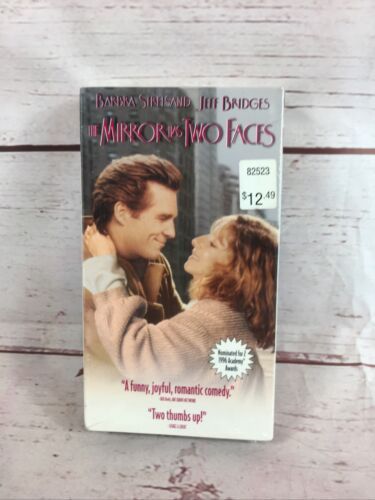 BARBRA STREISAND JEFF BRIDGES
THE MIRROR HAS TWO FACES
82523
$12.49
Nominated for 2
1996 Academy
Awards
"A funny, joyful, romantic comedy."
"Two thumbs up!"